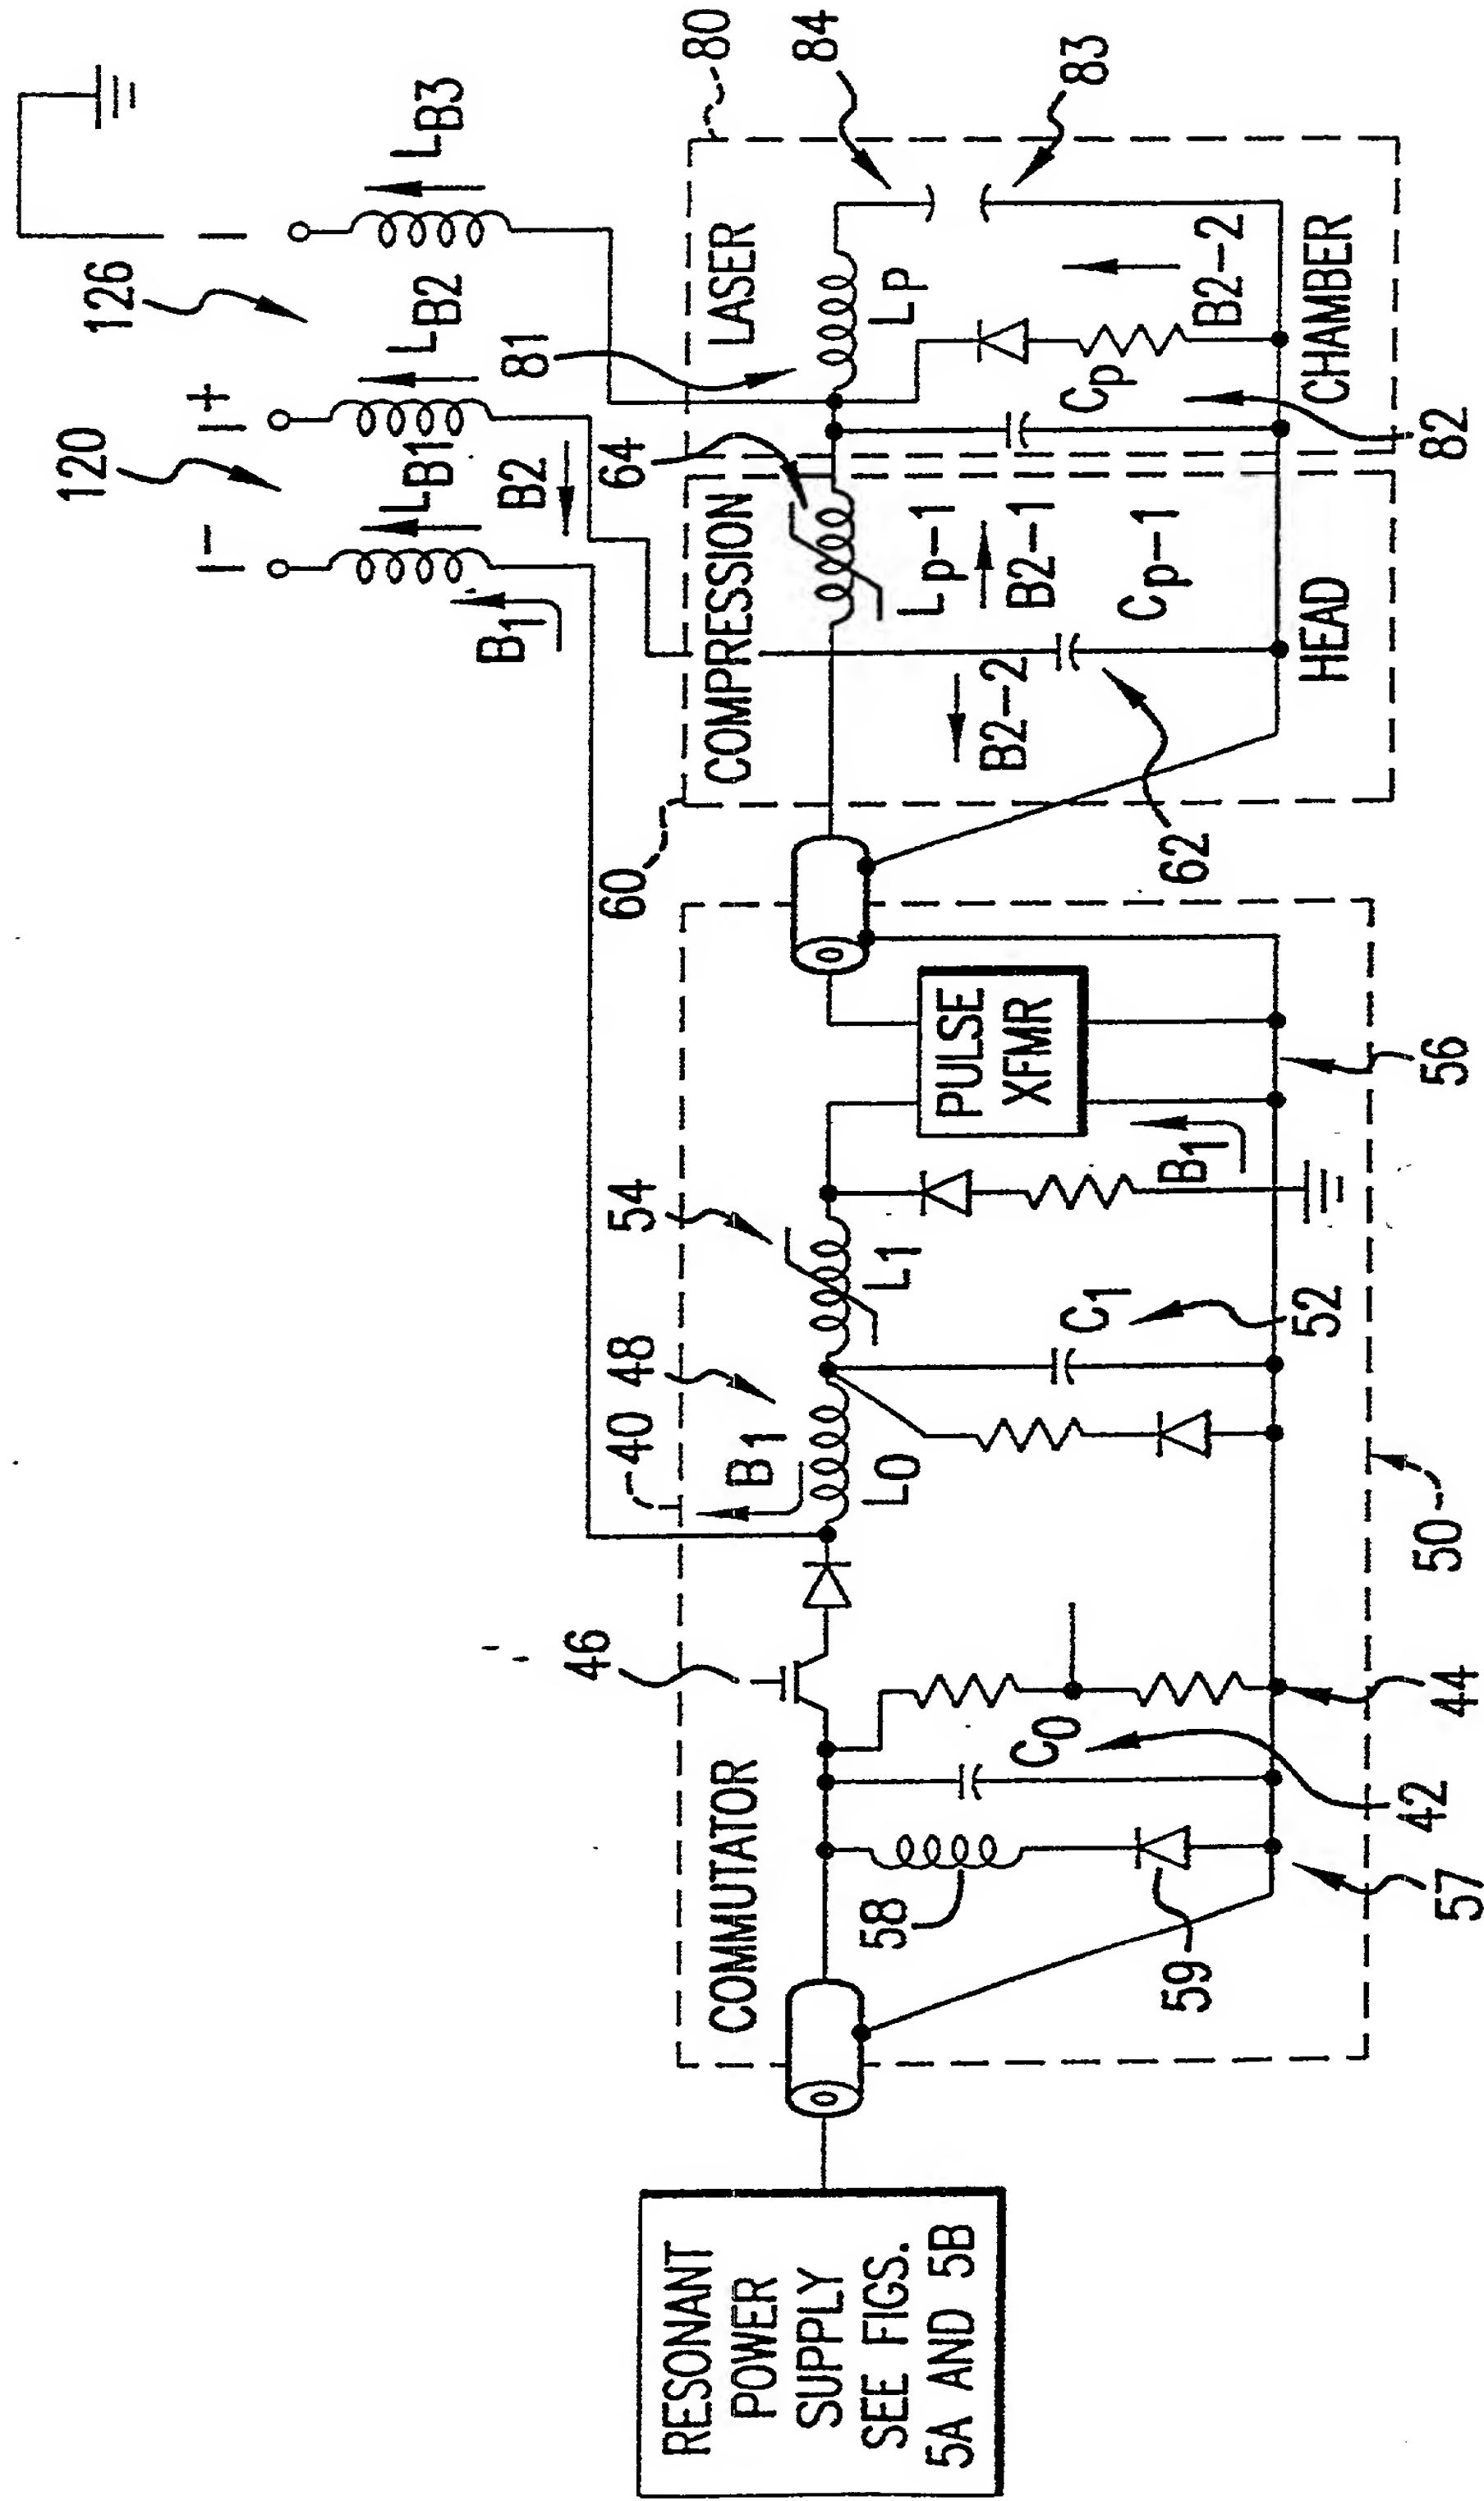 120
126
I-
I+
LB1
LB2
LB3
B1
B2
81
64
84
80
83
60
40
48
54
46
COMMUTATOR
COMPRESSION
LASER
B1
L0
L1
PULSE
XFMR
Lp-1
Lp
B2-2
B2-1
Cp-1
Cp
B2-2
58
C0
C1
B1
HEAD
CHAMBER
59
57
42
44
52
50
56
62
82
RESONANT
POWER
SUPPLY
SEE FIGS.
5A AND 5B